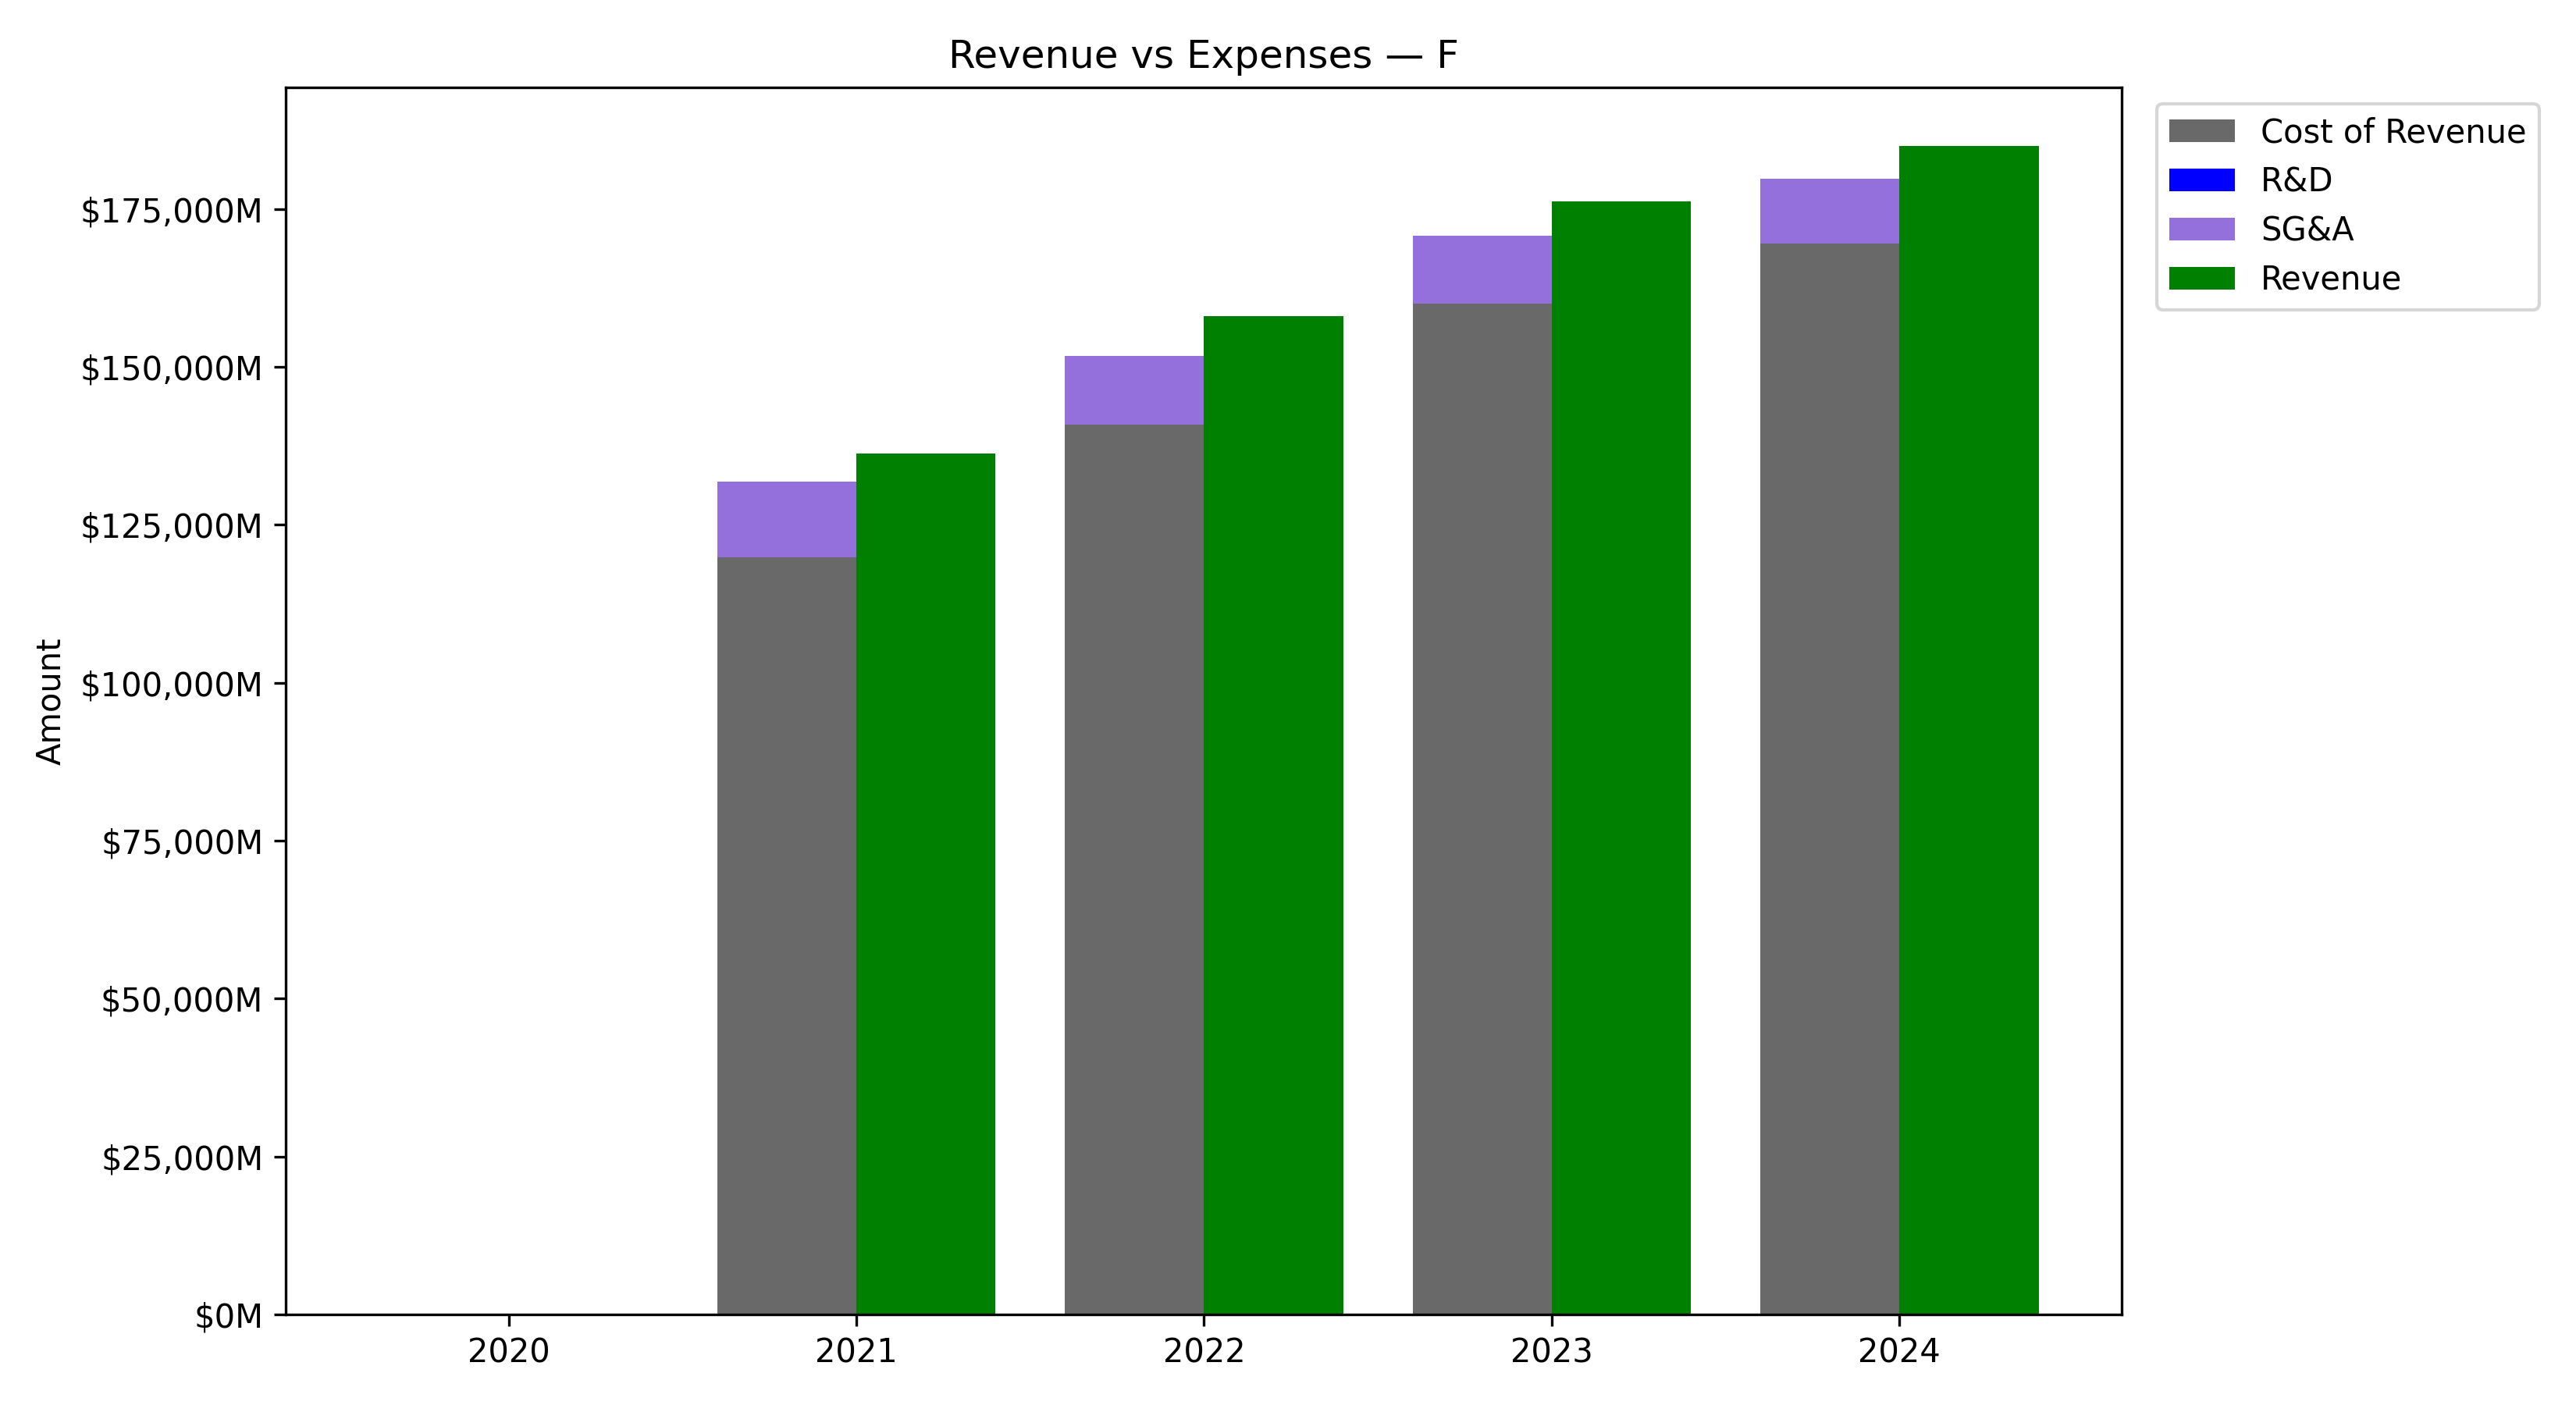 Revenue vs Expenses — F
Cost of Revenue
R&D
SG&A
Revenue
Amount
$175,000M
$150,000M
$125,000M
$100,000M
$75,000M
$50,000M
$25,000M
$0M
2020 2021 2022 2023 2024